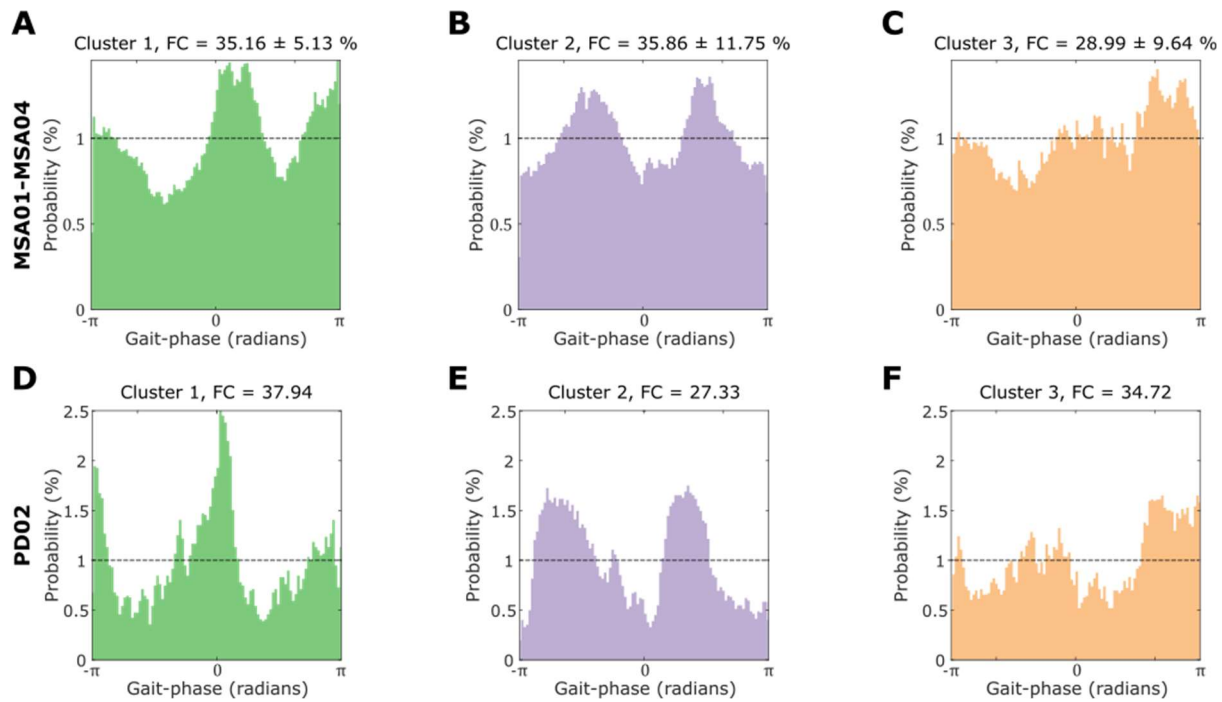 A
Cluster 1, FC = 35.16 ± 5.13 %
B
Cluster 2, FC = 35.86 ± 11.75 %
C
Cluster 3, FC = 28.99 ± 9.64 %
MSA01-MSA04
Probability (%)
1
0.5
0
-π
0
π
Gait-phase (radians)
Probability (%)
1
0.5
0
-π
0
π
Gait-phase (radians)
Probability (%)
1
0.5
0
-π
0
π
Gait-phase (radians)
D
Cluster 1, FC = 37.94
E
Cluster 2, FC = 27.33
F
Cluster 3, FC = 34.72
PD02
Probability (%)
2.5
2
1.5
1
0.5
0
-π
0
π
Gait-phase (radians)
Probability (%)
2.5
2
1.5
1
0.5
0
-π
0
π
Gait-phase (radians)
Probability (%)
2.5
2
1.5
1
0.5
0
-π
0
π
Gait-phase (radians)